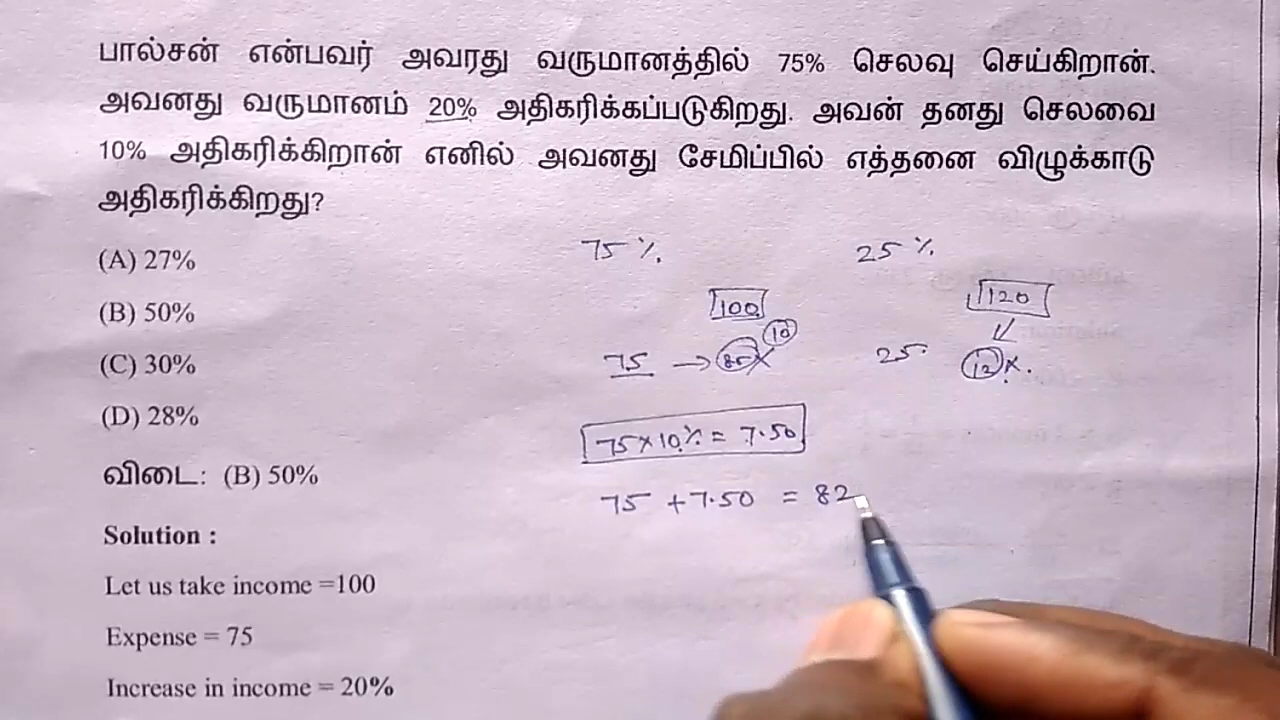 பால்சன் என்பவர் அவரது வருமானத்தில் 75% செலவு செய்கிறான்.
அவனது வருமானம் 20% அதிகரிக்கப்படுகிறது. அவன் தனது செலவை
10% அதிகரிக்கிறான் எனில் அவனது சேமிப்பில் எத்தனை விழுக்காடு
அதிகரிக்கிறது?
(A) 27%
(B) 50%
(C) 30%
(D) 28%
விடை: (B) 50%
Solution :
Let us take income =100
Expense = 75
Increase in income = 20%
75 %. 25 %.
100 120
10
75 → 25
75×10% = 7.50
75 + 7.50 = 82